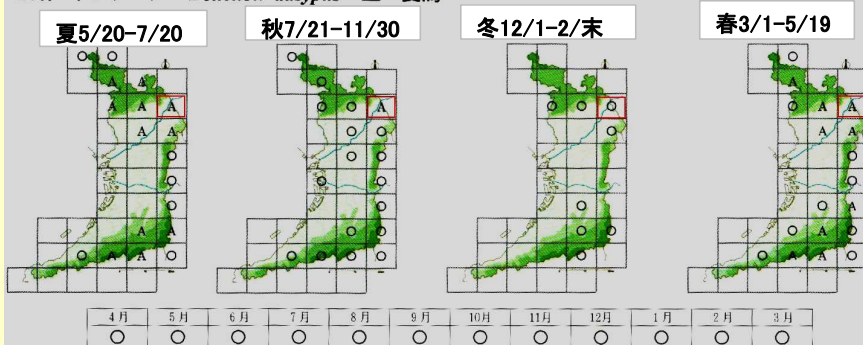 Delichon dasypus
夏5/20-7/20 秋7/21-11/30 冬12/1-2/末 春3/1-5/19
4月 5月 6月 7月 8月 9月 10月 11月 12月 1月 2月 3月
○ ○ ○ ○ ○ ○ ○ ○ ○ ○ ○ ○